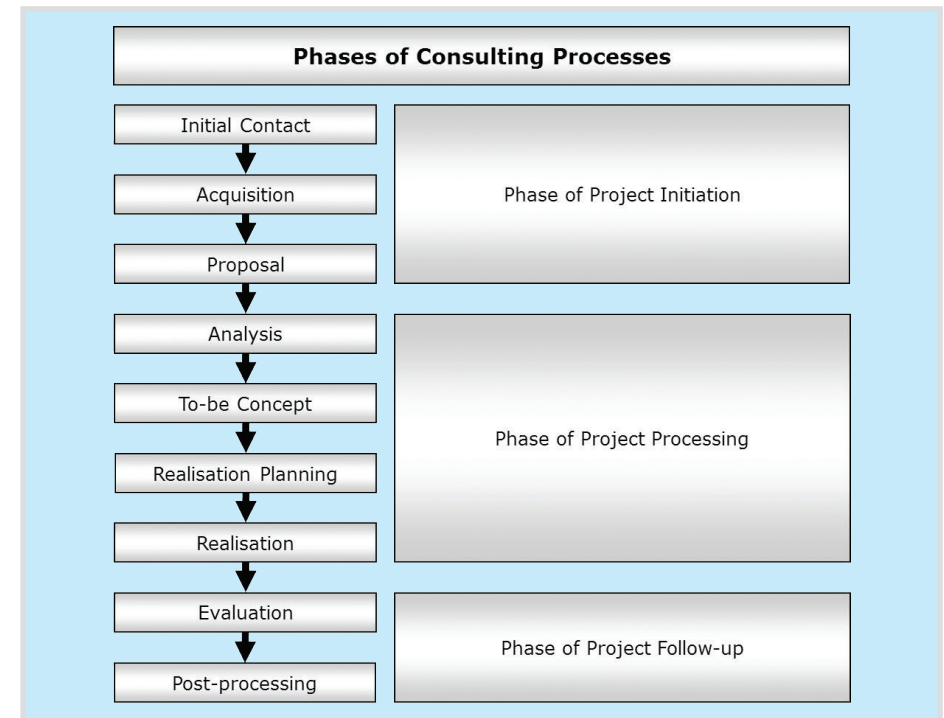 Phases of Consulting Processes
Initial Contact
Acquisition
Phase of Project Initiation
Proposal
Analysis
To-be Concept
Phase of Project Processing
Realisation Planning
Realisation
Evaluation
Phase of Project Follow-up
Post-processing